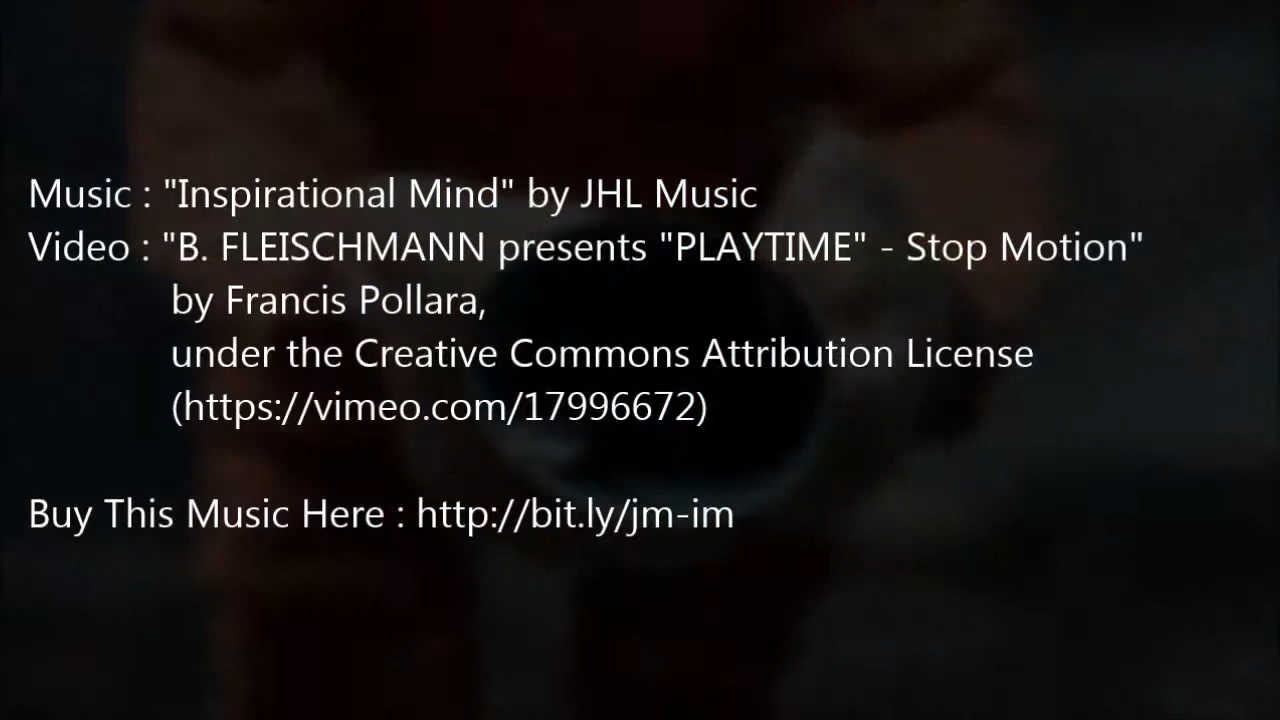 Music : "Inspirational Mind" by JHL Music
Video : "B. FLEISCHMANN presents "PLAYTIME" - Stop Motion"
by Francis Pollara,
under the Creative Commons Attribution License
(https://vimeo.com/17996672)
Buy This Music Here : http://bit.ly/jm-im